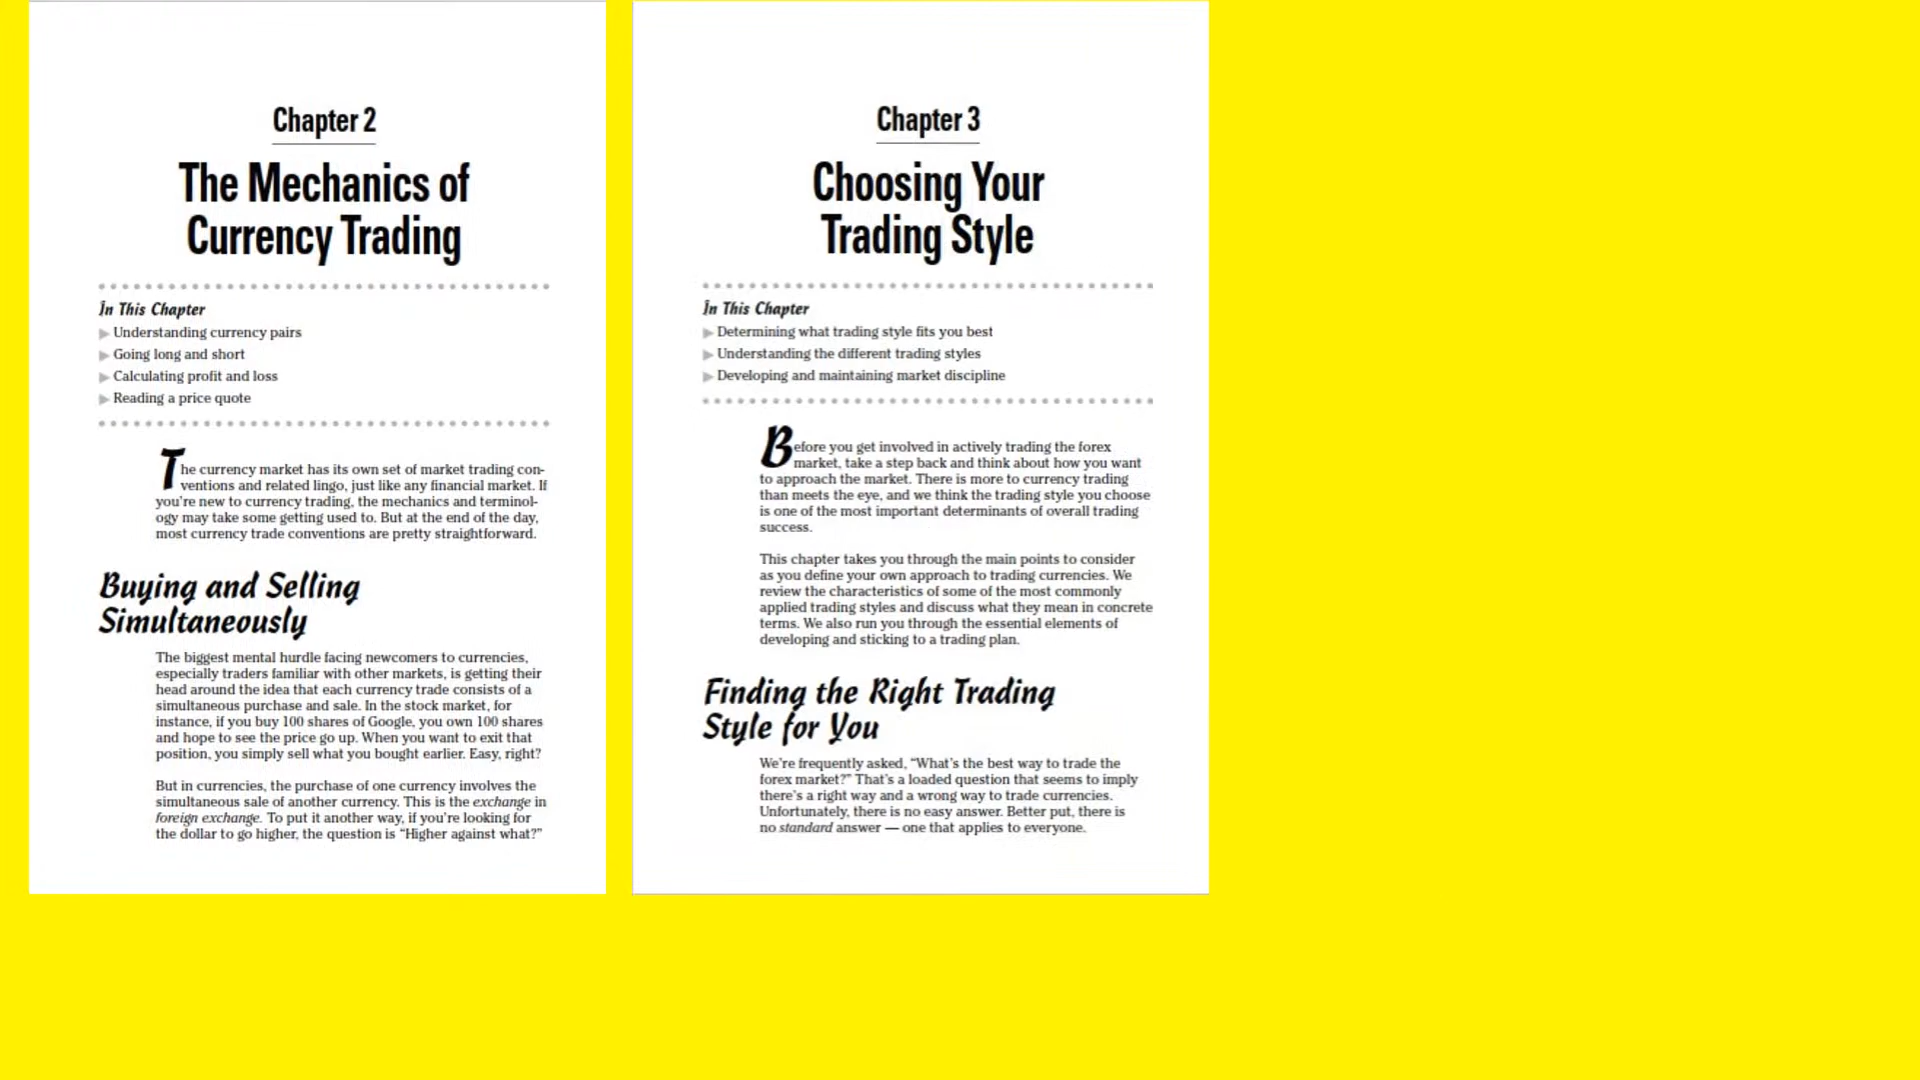 Chapter 2
The Mechanics of
Currency Trading
In This Chapter
Understanding currency pairs
Going long and short
Calculating profit and loss
Reading a price quote
The currency market has its own set of market trading con-
ventions and related lingo, just like any financial market. If
you're new to currency trading, the mechanics and terminol-
ogy may take some getting used to. But at the end of the day,
most currency trade conventions are pretty straightforward.
Buying and Selling
Simultaneously
The biggest mental hurdle facing newcomers to currencies,
especially traders familiar with other markets, is getting their
head around the idea that each currency trade consists of a
simultaneous purchase and sale. In the stock market, for
instance, if you buy 100 shares of Google, you own 100 shares
and hope to see the price go up. When you want to exit that
position, you simply sell what you bought earlier. Easy, right?
But in currencies, the purchase of one currency involves the
simultaneous sale of another currency. This is the exchange in
foreign exchange. To put it another way, if you're looking for
the dollar to go higher, the question is “Higher against what?”
Chapter 3
Choosing Your
Trading Style
In This Chapter
Determining what trading style fits you best
Understanding the different trading styles
Developing and maintaining market discipline
Before you get involved in actively trading the forex
market, take a step back and think about how you want
to approach the market. There is more to currency trading
than meets the eye, and we think the trading style you choose
is one of the most important determinants of overall trading
success.
This chapter takes you through the main points to consider
as you define your own approach to trading currencies. We
review the characteristics of some of the most commonly
applied trading styles and discuss what they mean in concrete
terms. We also run you through the essential elements of
developing and sticking to a trading plan.
Finding the Right Trading
Style for You
We're frequently asked, “What's the best way to trade the
forex market?” That's a loaded question that seems to imply
there's a right way and a wrong way to trade currencies.
Unfortunately, there is no easy answer. Better put, there is
no standard answer — one that applies to everyone.